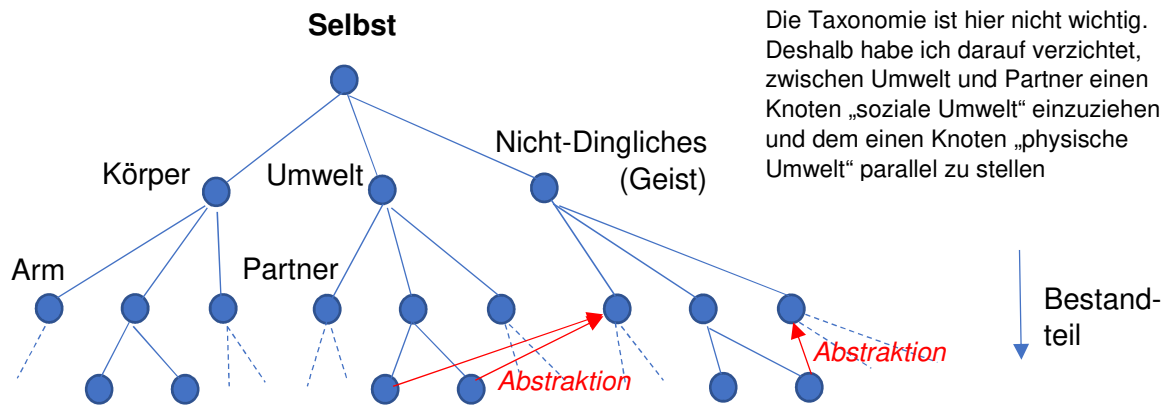 Selbst
Die Taxonomie ist hier nicht wichtig.
Deshalb habe ich darauf verzichtet,
zwischen Umwelt und Partner einen
Knoten „soziale Umwelt“ einzuziehen
und dem einen Knoten „physische
Umwelt“ parallel zu stellen
Körper
Umwelt
Nicht-Dingliches
(Geist)
Arm
Partner
Abstraktion
Abstraktion
Bestand-
teil